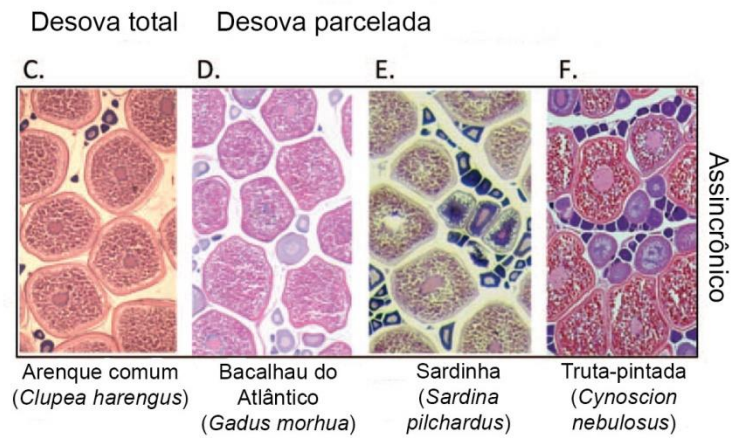 Desova total
Desova parcelada
C.
D.
E.
F.
Assincrônico
Arenque comum
(Clupea harengus)
Bacalhau do
Atlântico
(Gadus morhua)
Sardinha
(Sardina
pilchardus)
Truta-pintada
(Cynoscion
nebulosus)